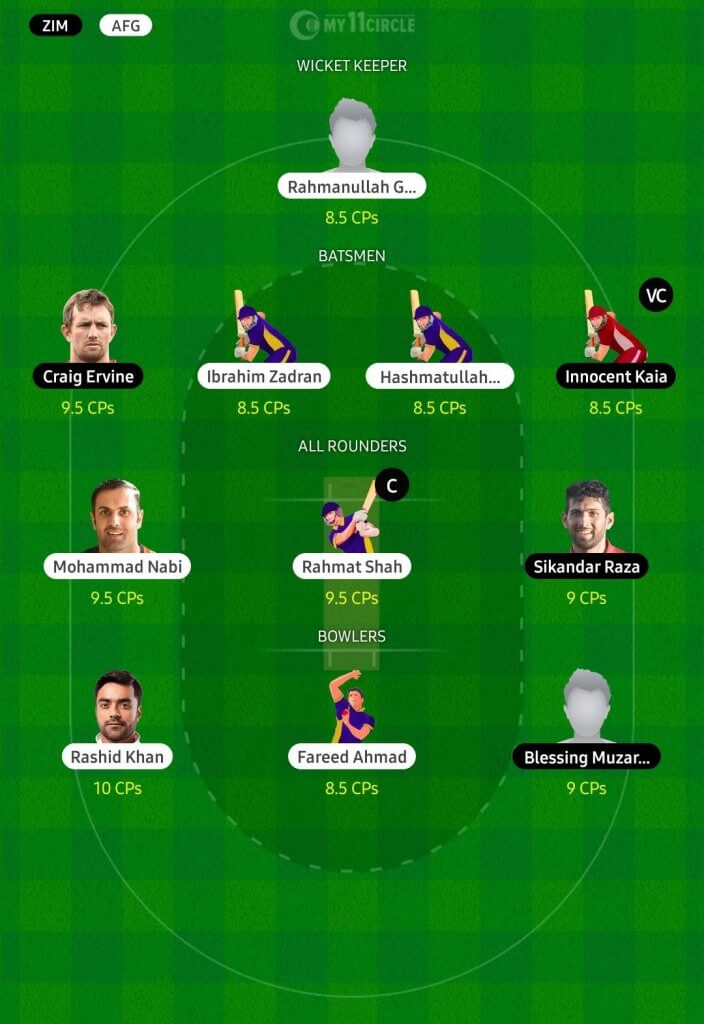 ZIM AFG MY11CIRCLE
WICKET KEEPER
Rahmanullah G...
8.5 CPs
BATSMEN
VC
Craig Ervine Ibrahim Zadran Hashmatullah... Innocent Kaia
9.5 CPs 8.5 CPs 8.5 CPs 8.5 CPs
ALL ROUNDERS
C
Mohammad Nabi Rahmat Shah Sikandar Raza
9.5 CPs 9.5 CPs 9 CPs
BOWLERS
Rashid Khan Fareed Ahmad Blessing Muzar...
10 CPs 8.5 CPs 9 CPs